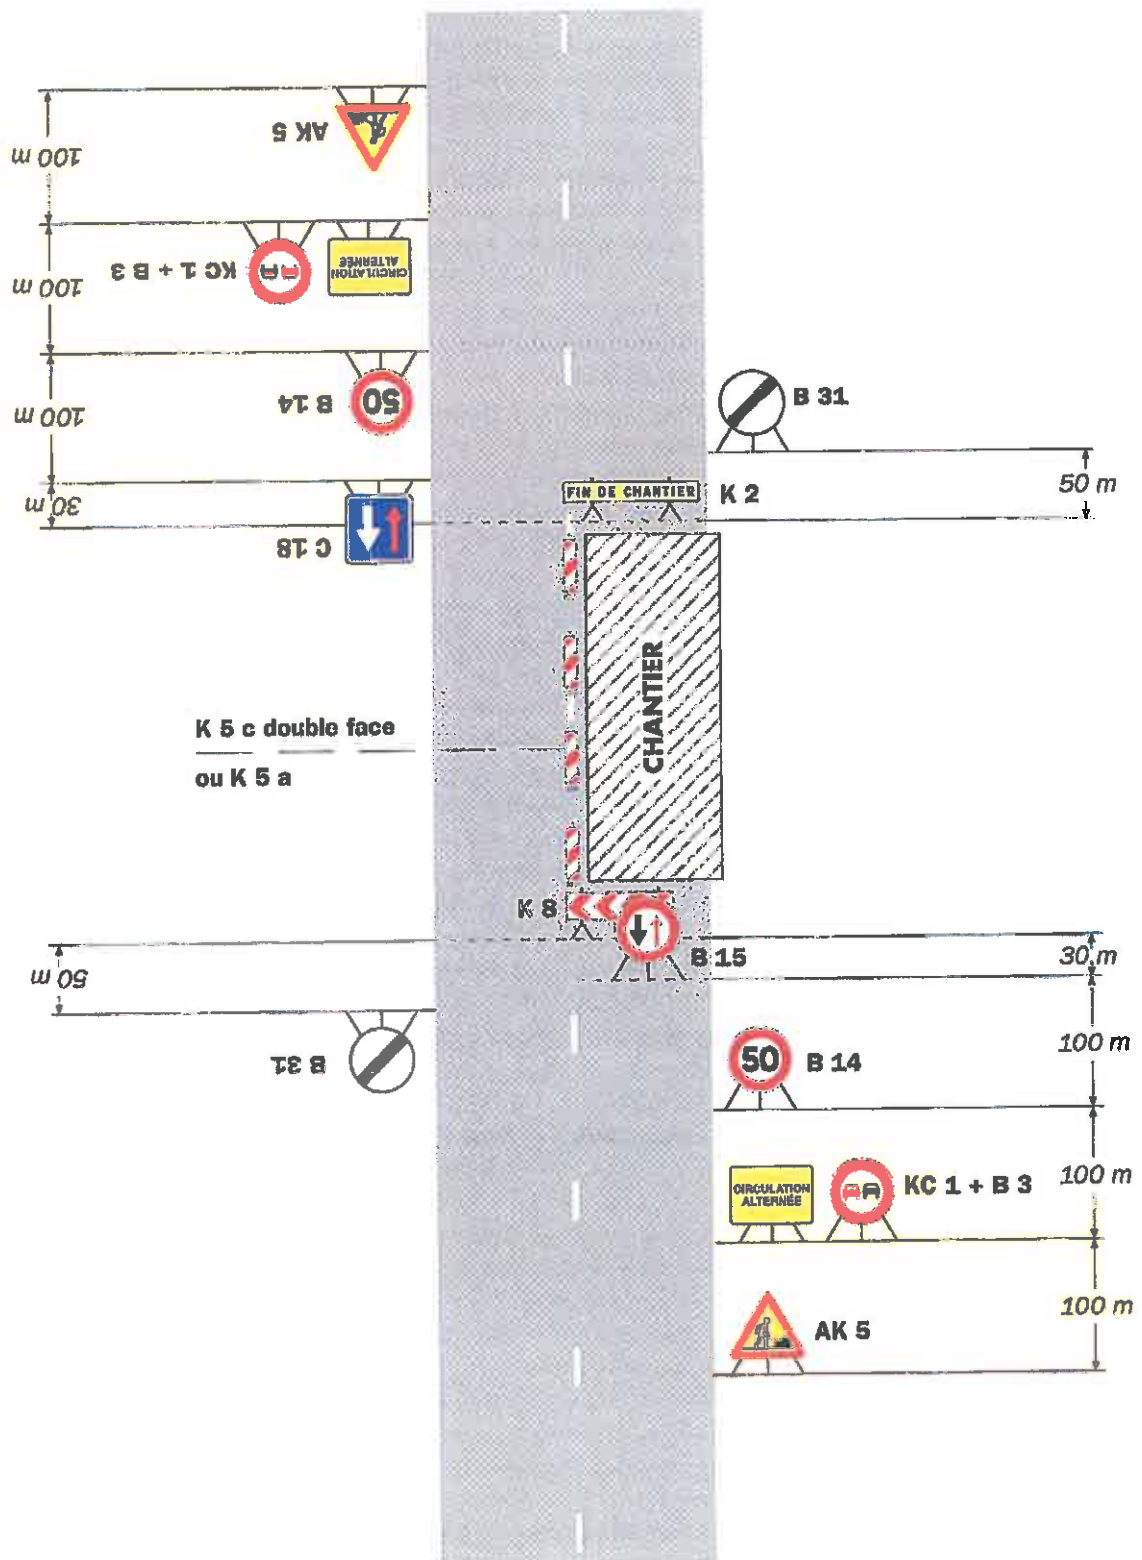 AK 5
100 m
KC 1 + B 3
CIRCULATION
ALTERNÉE
100 m
B 14
50
100 m
B 31
50 m
FIN DE CHANTIER
K 2
30 m
C 18
CHANTIER
K 5 c double face
ou K 5 a
K 8
B 15
30 m
50 m
B 31
50
B 14
100 m
CIRCULATION
ALTERNÉE
KC 1 + B 3
100 m
AK 5
100 m